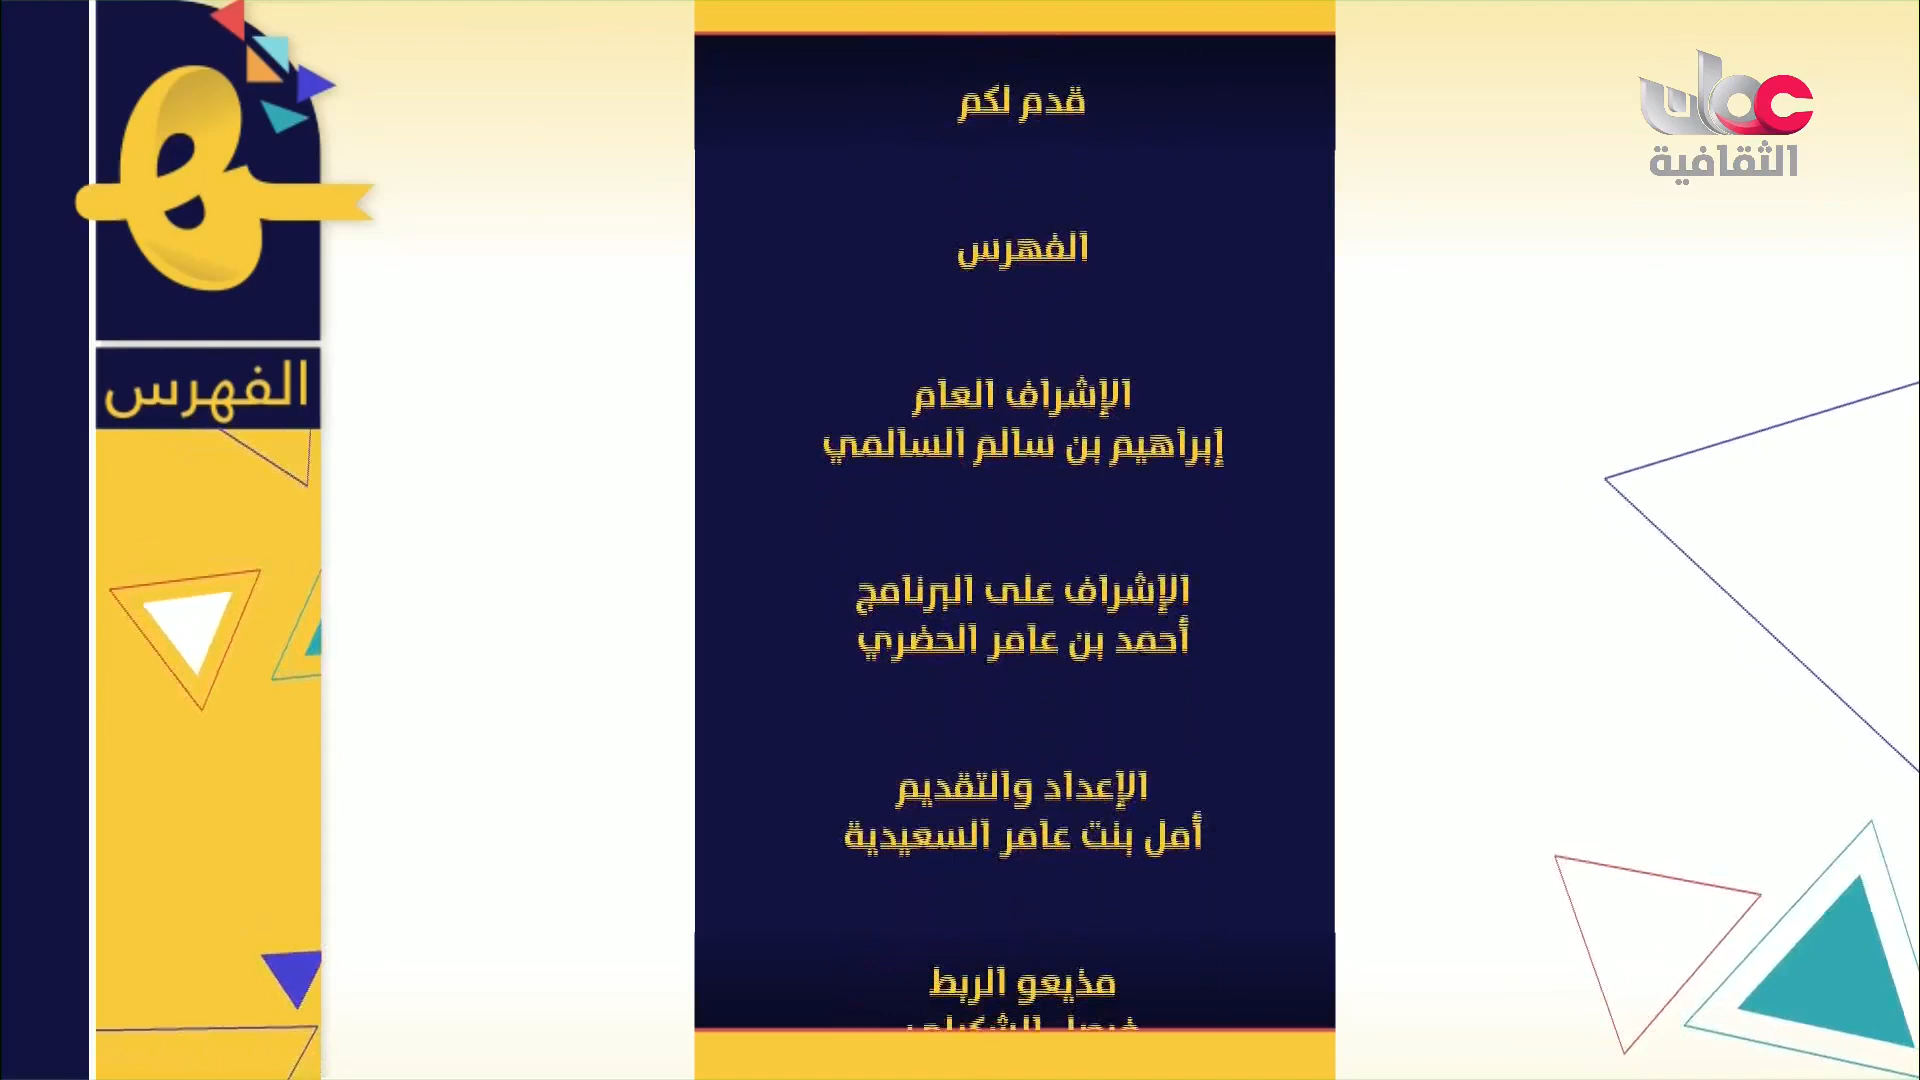 قدم لكم
الفهرس
الإشراف العام
إبراهيم بن سالم السالمي
الإشراف على البرنامج
أحمد بن عامر الحضري
الإعداد والتقديم
أمل بنت عامر السعيدية
مذيعو الربط
الفهرس
عمان
الثقافية